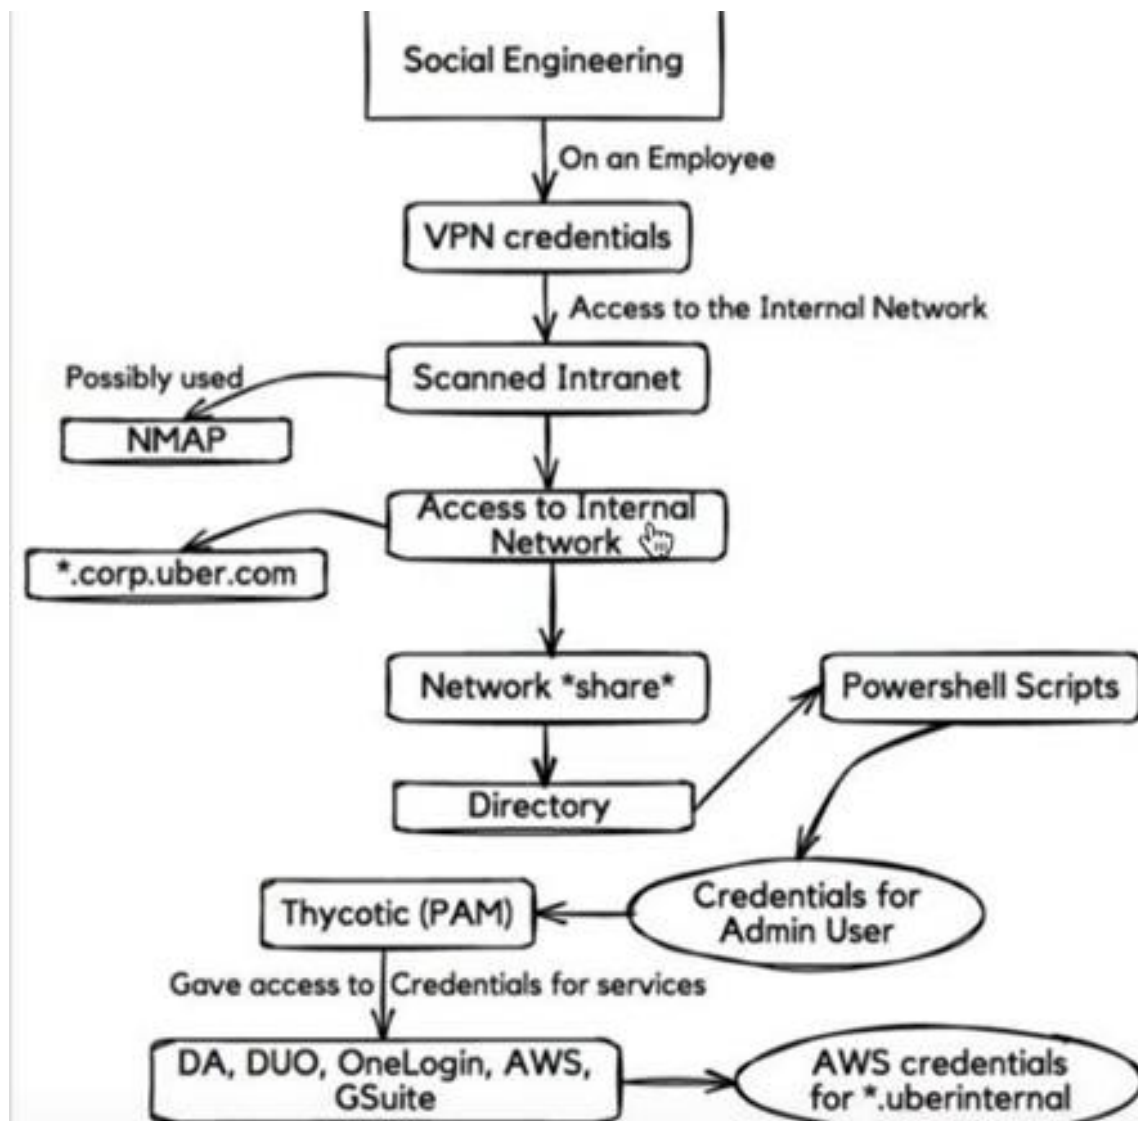 Social Engineering
On an Employee
VPN credentials
Access to the Internal Network
Scanned Intranet
Possibly used
NMAP
Access to Internal
Network
*.corp.uber.com
Network *share*
Powershell Scripts
Directory
Credentials for
Admin User
Thycotic (PAM)
Gave access to Credentials for services
DA, DUO, OneLogin, AWS,
GSuite
AWS credentials
for *.uberinternal